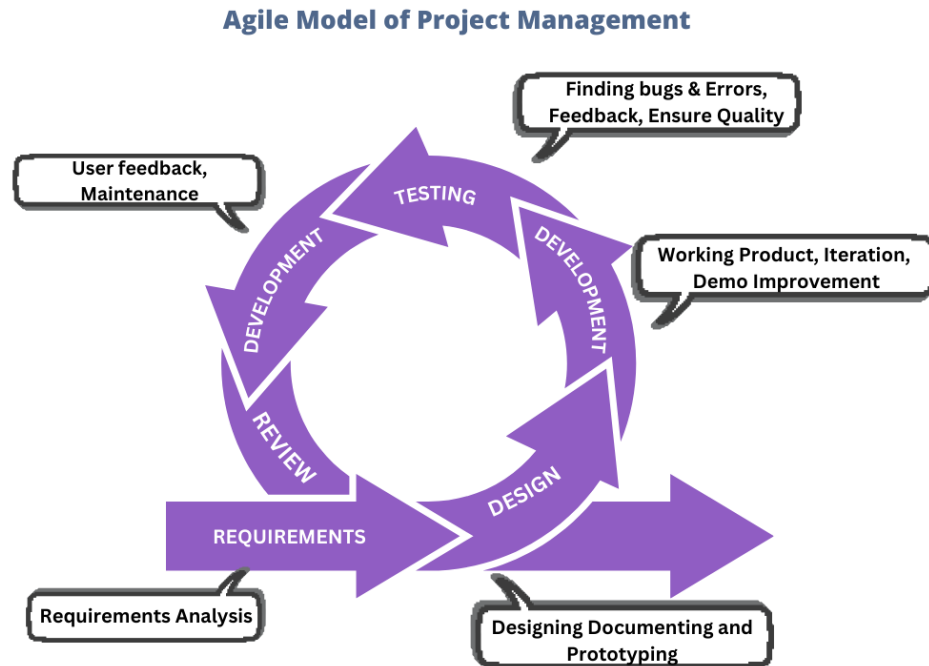 Agile Model of Project Management
Finding bugs & Errors,
Feedback, Ensure Quality
User feedback,
Maintenance
TESTING
DEVELOPMENT
DEVELOPMENT
Working Product, Iteration,
Demo Improvement
REVIEW
DESIGN
REQUIREMENTS
Requirements Analysis
Designing Documenting and
Prototyping